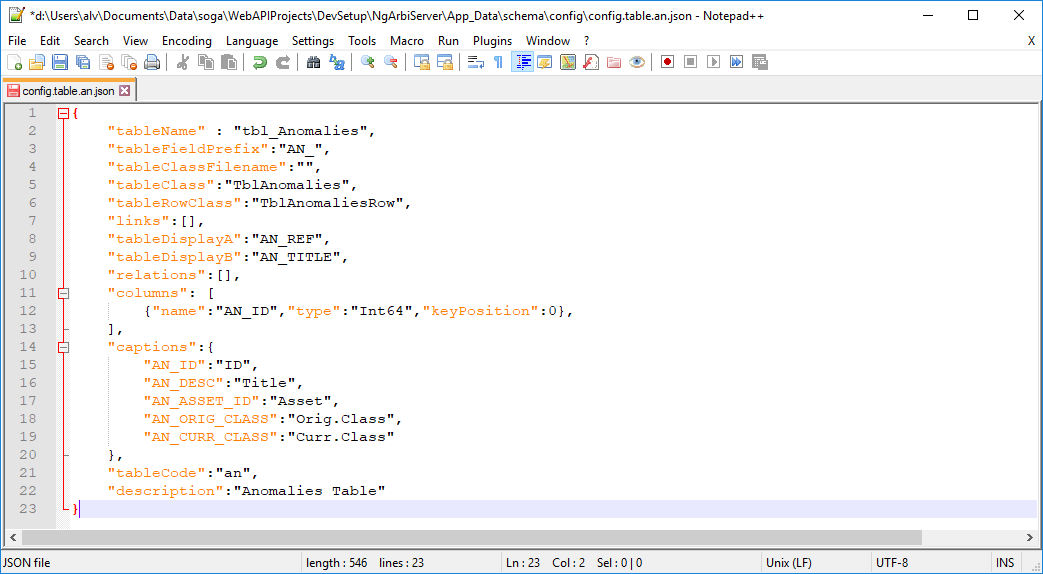 *d:\Users\alv\Documents\Data\soga\WebAPIProjects\DevSetup\NgArbiServer\App_Data\schema\config\config.table.an.json - Notepad++
File Edit Search View Encoding Language Settings Tools Macro Run Plugins Window ? X
config.table.an.json
1 {
2 "tableName" : "tbl_Anomalies",
3 "tableFieldPrefix":"AN_",
4 "tableClassFilename":"",
5 "tableClass":"TblAnomalies",
6 "tableRowClass":"TblAnomaliesRow",
7 "links":[],
8 "tableDisplayA":"AN_REF",
9 "tableDisplayB":"AN_TITLE",
10 "relations":[],
11 "columns": [
12 {"name":"AN_ID","type":"Int64","keyPosition":0},
13 ],
14 "captions":{
15 "AN_ID":"ID",
16 "AN_DESC":"Title",
17 "AN_ASSET_ID":"Asset",
18 "AN_ORIG_CLASS":"Orig.Class",
19 "AN_CURR_CLASS":"Curr.Class"
20 },
21 "tableCode":"an",
22 "description":"Anomalies Table"
23 }
JSON file length : 546 lines : 23 Ln : 23 Col : 2 Sel : 0 | 0 Unix (LF) UTF-8 INS